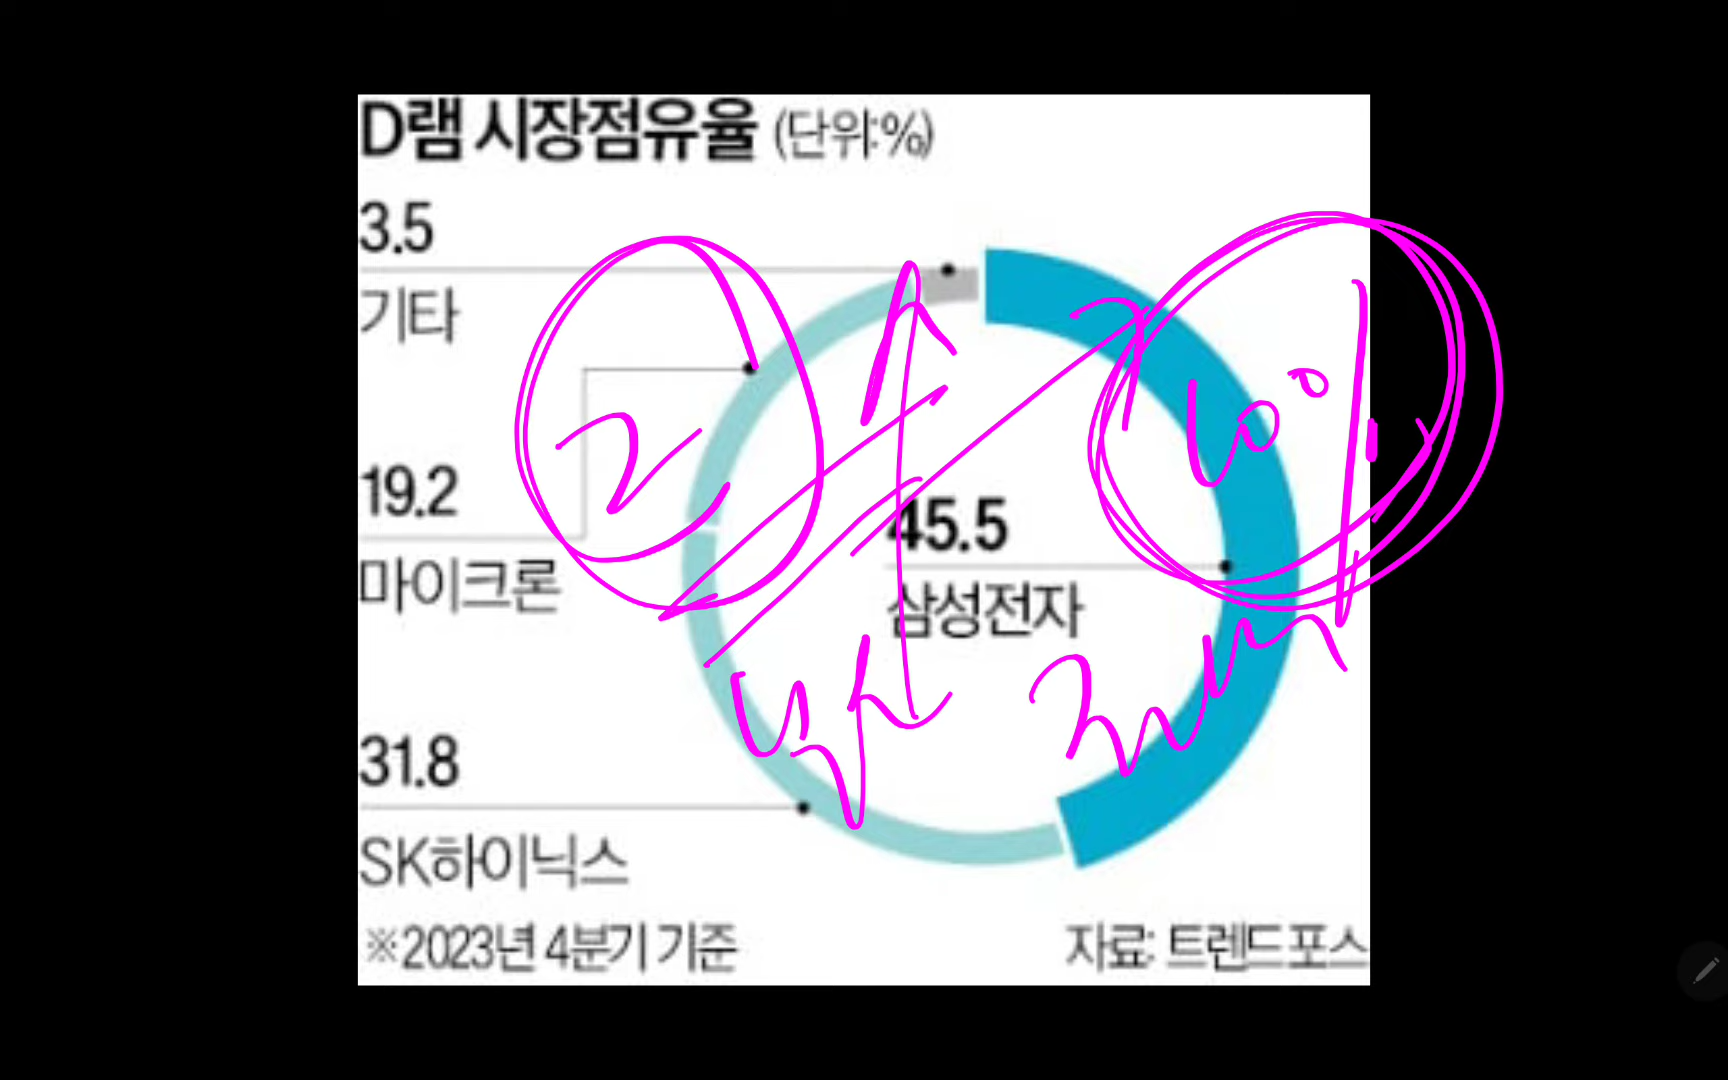 D램 시장점유율 (단위:%)
3.5
기타
19.2
마이크론
45.5
삼성전자
31.8
SK하이닉스
※2023년 4분기 기준
자료: 트렌드포스